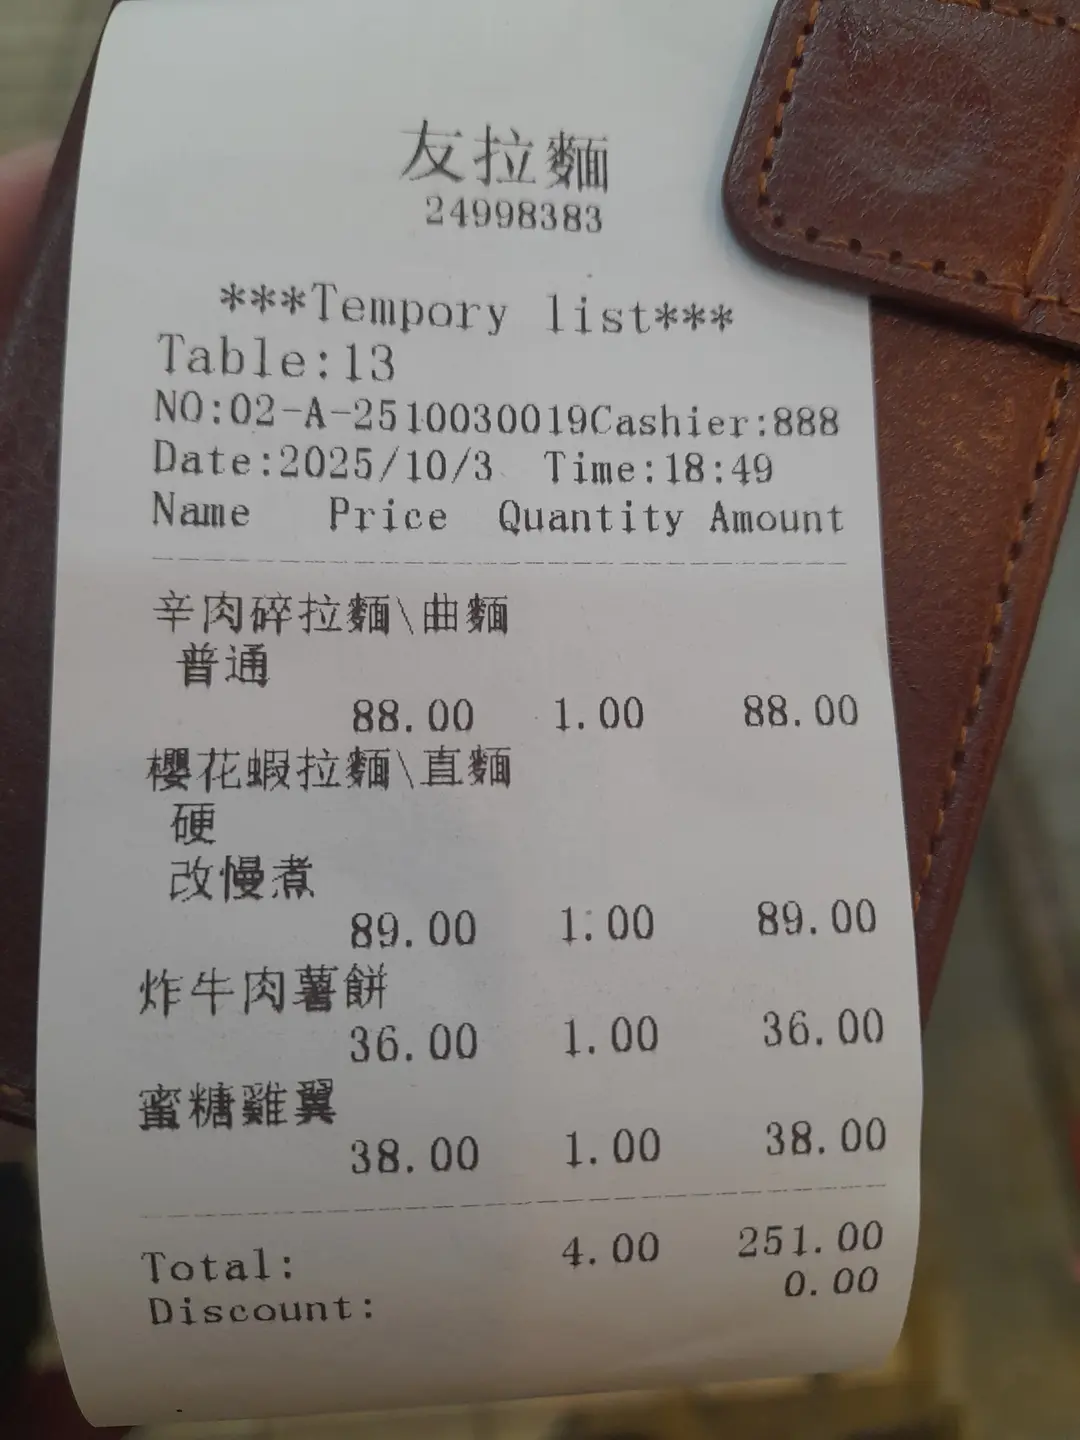 友拉麵
24998383
***Tempory list***
Table:13
NO:02-A-2510030019Cashier:888
Date:2025/10/3 Time:18:49
Name Price Quantity Amount
辛肉碎拉麵\曲麵
普通
88.00 1.00 88.00
櫻花蝦拉麵\直麵
硬
改慢煮
89.00 1.00 89.00
炸牛肉薯餅
36.00 1.00 36.00
蜜糖雞翼
38.00 1.00 38.00
Total: 4.00 251.00
Discount: 0.00